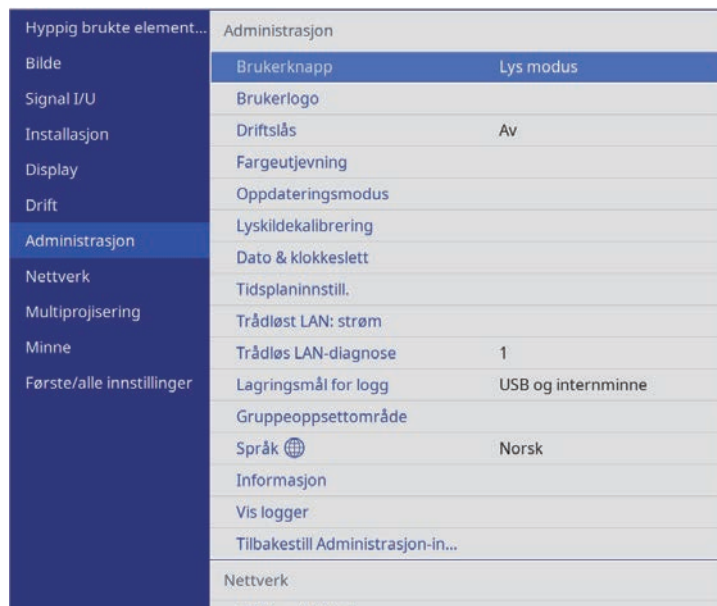 Hyppig brukte element...
Bilde
Signal I/U
Installasjon
Display
Drift
Administrasjon
Nettverk
Multiprojisering
Minne
Første/alle innstillinger
Administrasjon
Brukerknapp Lys modus
Brukerlogo
Driftslås Av
Fargeutjevning
Oppdateringsmodus
Lyskildekalibrering
Dato & klokkeslett
Tidsplaninnstill.
Trådløst LAN: strøm
Trådløs LAN-diagnose 1
Lagringsmål for logg USB og internminne
Gruppeoppsettområde
Språk Norsk
Informasjon
Vis logger
Tilbakestill Administrasjon-in...
Nettverk